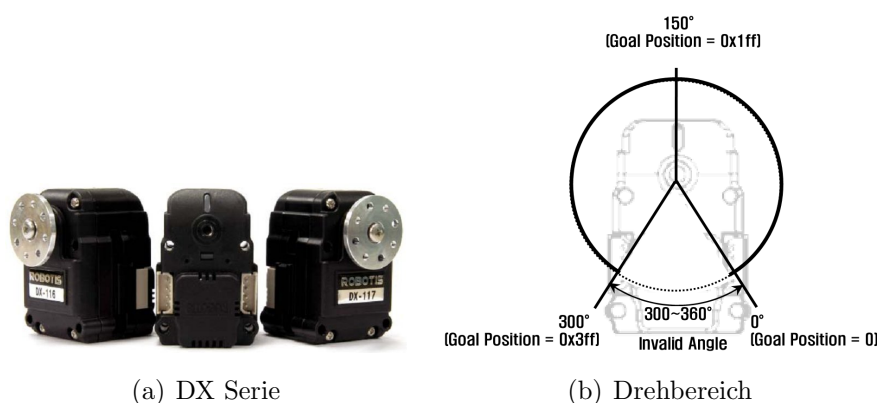 150°
(Goal Position = 0x1ff)
ROBOTIS
DX-116
ROBOTIS
DX-117
300~360°
300°
(Goal Position = 0x3ff)
Invalid Angle
0°
(Goal Position = 0)
(a) DX Serie
(b) Drehbereich